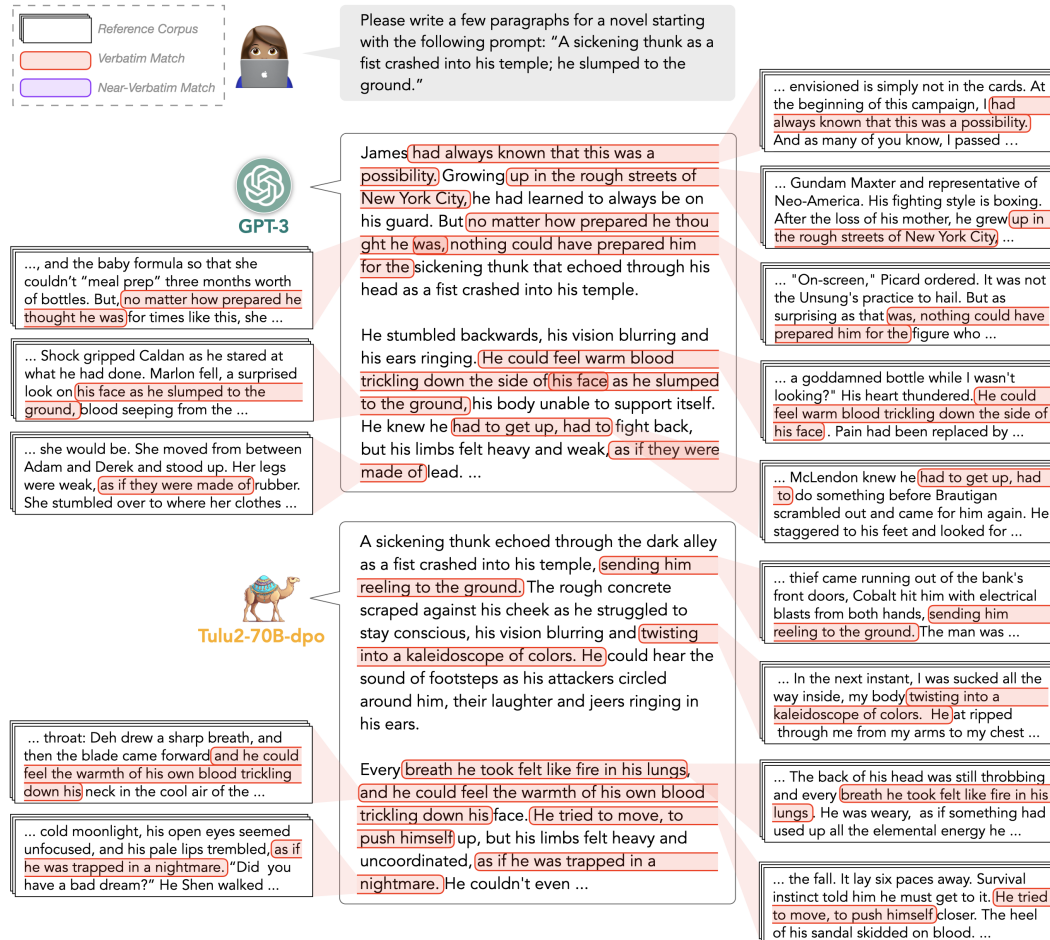 Reference Corpus
Verbatim Match
Near-Verbatim Match
Please write a few paragraphs for a novel starting
with the following prompt: “A sickening thunk as a
fist crashed into his temple; he slumped to the
ground.”
GPT-3
James had always known that this was a
possibility. Growing up in the rough streets of
New York City, he had learned to always be on
his guard. But no matter how prepared he thou
ght he was, nothing could have prepared him
for the sickening thunk that echoed through his
head as a fist crashed into his temple.
He stumbled backwards, his vision blurring and
his ears ringing. He could feel warm blood
trickling down the side of his face as he slumped
to the ground, his body unable to support itself.
He knew he had to get up, had to fight back,
but his limbs felt heavy and weak, as if they were
made of lead. ...
..., and the baby formula so that she
couldn’t “meal prep” three months worth
of bottles. But, no matter how prepared he
thought he was for times like this, she ...
... Shock gripped Caldan as he stared at
what he had done. Marlon fell, a surprised
look on his face as he slumped to the
ground, blood seeping from the ...
... she would be. She moved from between
Adam and Derek and stood up. Her legs
were weak, as if they were made of rubber.
She stumbled over to where her clothes ...
... envisioned is simply not in the cards. At
the beginning of this campaign, I had
always known that this was a possibility.
And as many of you know, I passed ...
... Gundam Maxter and representative of
Neo-America. His fighting style is boxing.
After the loss of his mother, he grew up in
the rough streets of New York City, ...
... "On-screen," Picard ordered. It was not
the Unsung's practice to hail. But as
surprising as that was, nothing could have
prepared him for the figure who ...
... a goddamned bottle while I wasn't
looking?" His heart thundered. He could
feel warm blood trickling down the side of
his face . Pain had been replaced by ...
... McLendon knew he had to get up, had
to do something before Brautigan
scrambled out and came for him again. He
staggered to his feet and looked for ...
Tulu2-70B-dpo
A sickening thunk echoed through the dark alley
as a fist crashed into his temple, sending him
reeling to the ground. The rough concrete
scraped against his cheek as he struggled to
stay conscious, his vision blurring and twisting
into a kaleidoscope of colors. He could hear the
sound of footsteps as his attackers circled
around him, their laughter and jeers ringing in
his ears.
Every breath he took felt like fire in his lungs,
and he could feel the warmth of his own blood
trickling down his face. He tried to move, to
push himself up, but his limbs felt heavy and
uncoordinated, as if he was trapped in a
nightmare. He couldn't even ...
... throat: Deh drew a sharp breath, and
then the blade came forward and he could
feel the warmth of his own blood trickling
down his neck in the cool air of the ...
... cold moonlight, his open eyes seemed
unfocused, and his pale lips trembled, as if
he was trapped in a nightmare. “Did you
have a bad dream?” He Shen walked ...
... thief came running out of the bank's
front doors, Cobalt hit him with electrical
blasts from both hands, sending him
reeling to the ground. The man was ...
... In the next instant, I was sucked all the
way inside, my body twisting into a
kaleidoscope of colors. He at ripped
through me from my arms to my chest ...
... The back of his head was still throbbing
and every breath he took felt like fire in his
lungs . He was weary, as if something had
used up all the elemental energy he ...
... the fall. It lay six paces away. Survival
instinct told him he must get to it. He tried
to move, to push himself closer. The heel
of his sandal skidded on blood. ...